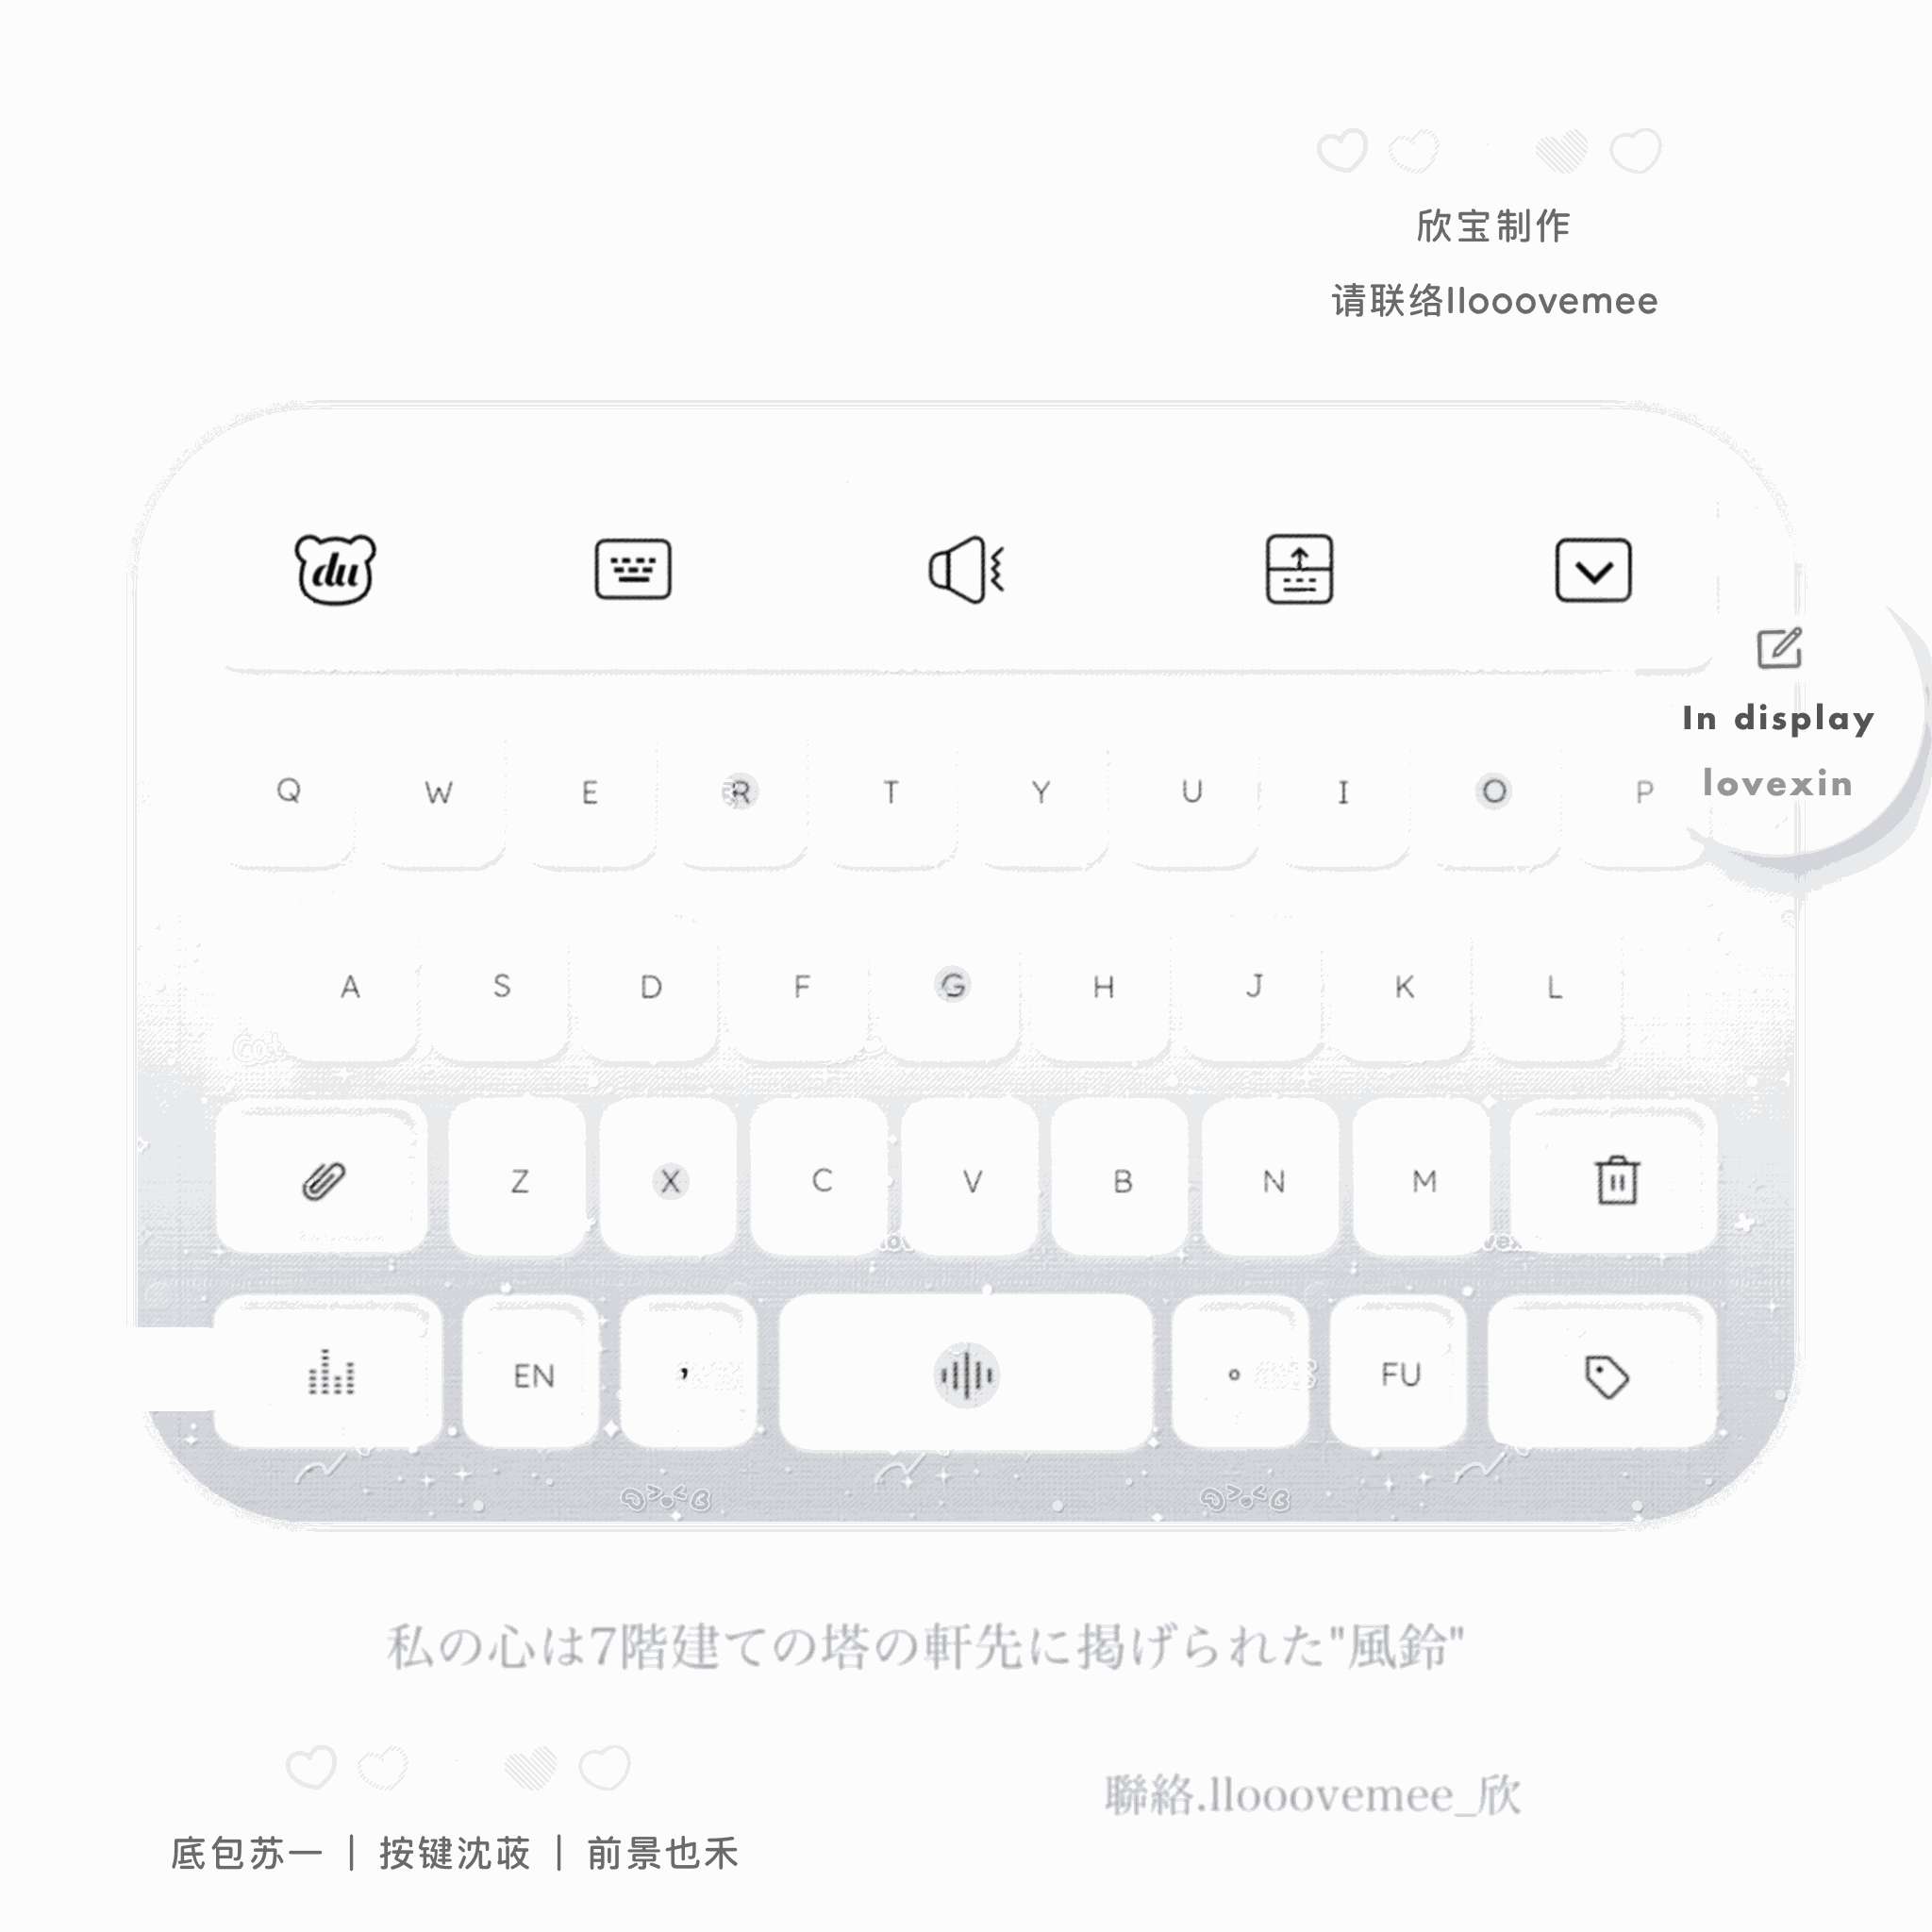 欣宝制作
请联络llooovemee
du
In display
lovexin
Q W E R T Y U I O P
A S D F G H J K L
Z X C V B N M
EN , 。 FU
私の心は7階建ての塔の軒先に掲げられた"風鈴"
聯絡.llooovemee_欣
底包苏一 | 按键沈荍 | 前景也禾